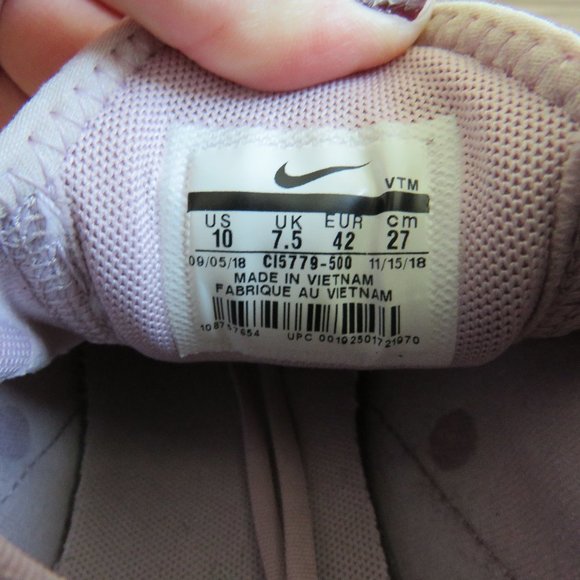 VTM
US UK EUR cm
10 7.5 42 27
09/05/18 CI5779-500 11/15/18
MADE IN VIETNAM
FABRIQUE AU VIETNAM
UPC 00192501721970